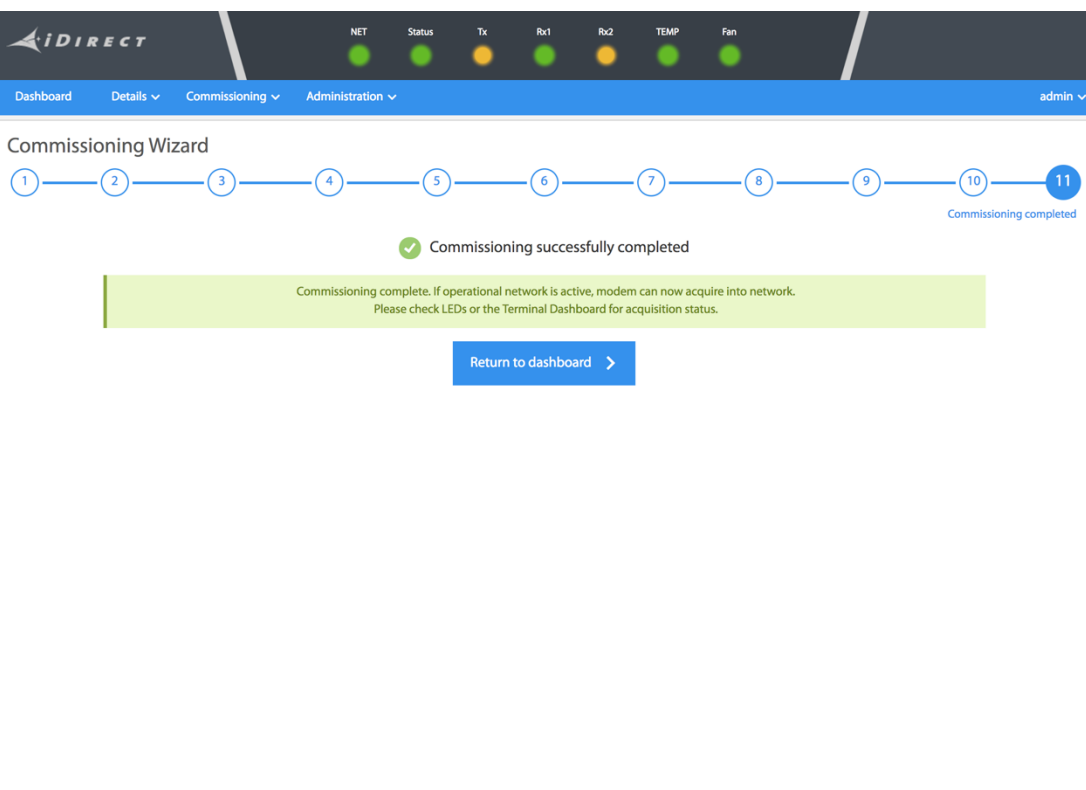 iDIRECT
NET Status Tx Rx1 Rx2 TEMP Fan
Dashboard Details Commissioning Administration admin
Commissioning Wizard
1 2 3 4 5 6 7 8 9 10 11
Commissioning completed
Commissioning successfully completed
Commissioning complete. If operational network is active, modem can now acquire into network.
Please check LEDs or the Terminal Dashboard for acquisition status.
Return to dashboard